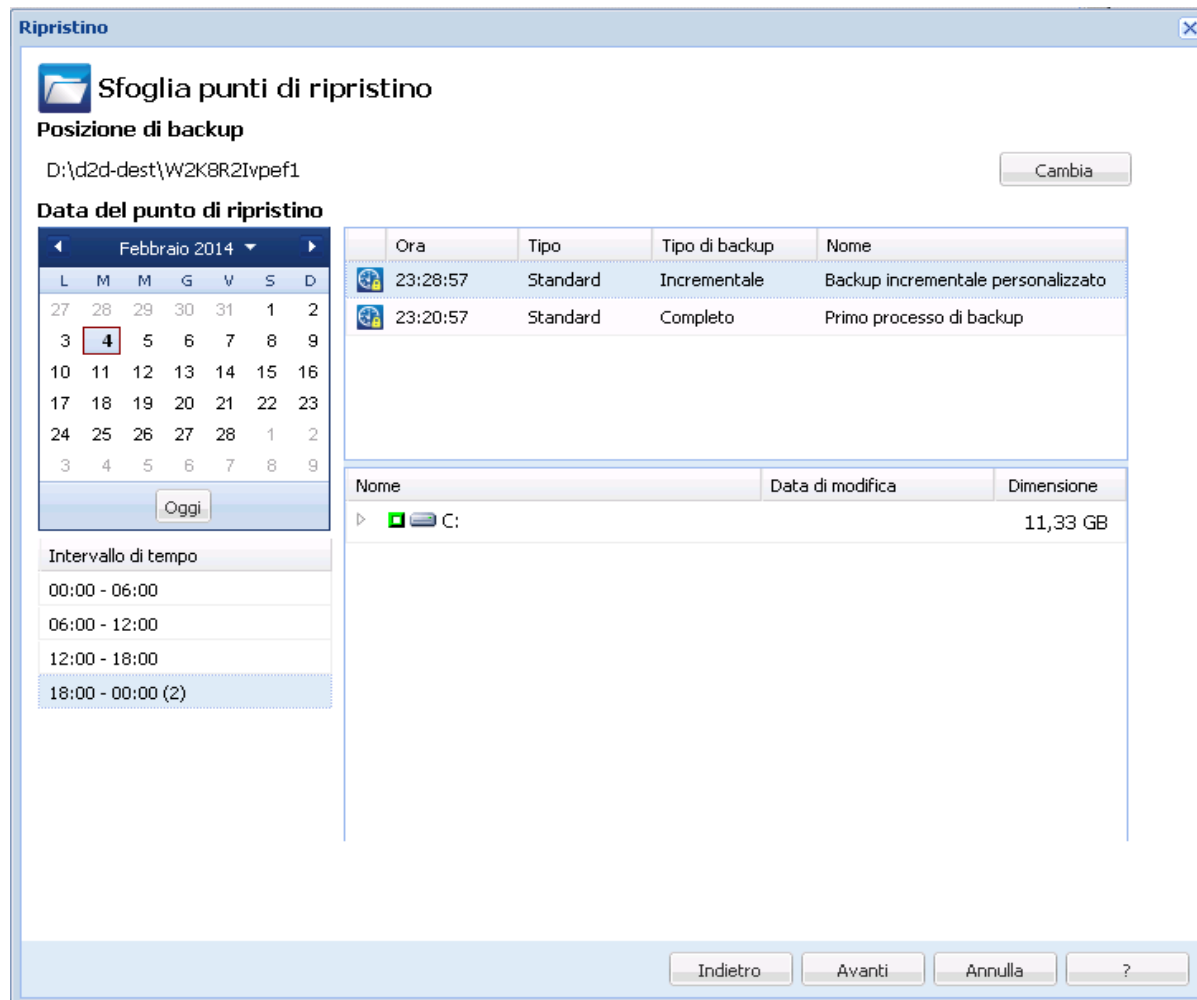 Ripristino
Sfoglia punti di ripristino
Posizione di backup
D:\d2d-dest\W2K8R2Ivpef1
Cambia
Data del punto di ripristino
Febbraio 2014
L M M G V S D
27 28 29 30 31 1 2
3 4 5 6 7 8 9
10 11 12 13 14 15 16
17 18 19 20 21 22 23
24 25 26 27 28 1 2
3 4 5 6 7 8 9
Oggi
Intervallo di tempo
00:00 - 06:00
06:00 - 12:00
12:00 - 18:00
18:00 - 00:00 (2)
Ora Tipo Tipo di backup Nome
23:28:57 Standard Incrementale Backup incrementale personalizzato
23:20:57 Standard Completo Primo processo di backup
Nome Data di modifica Dimensione
C: 11,33 GB
Indietro Avanti Annulla ?